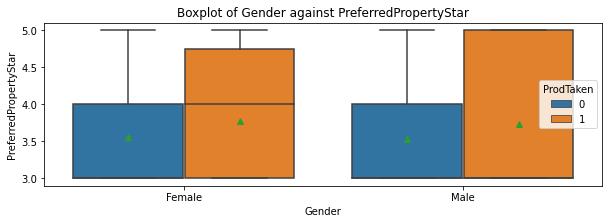 Boxplot of Gender against PreferredPropertyStar
PreferredPropertyStar
5.0
4.5
4.0
3.5
3.0
ProdTaken
0
1
Female
Male
Gender